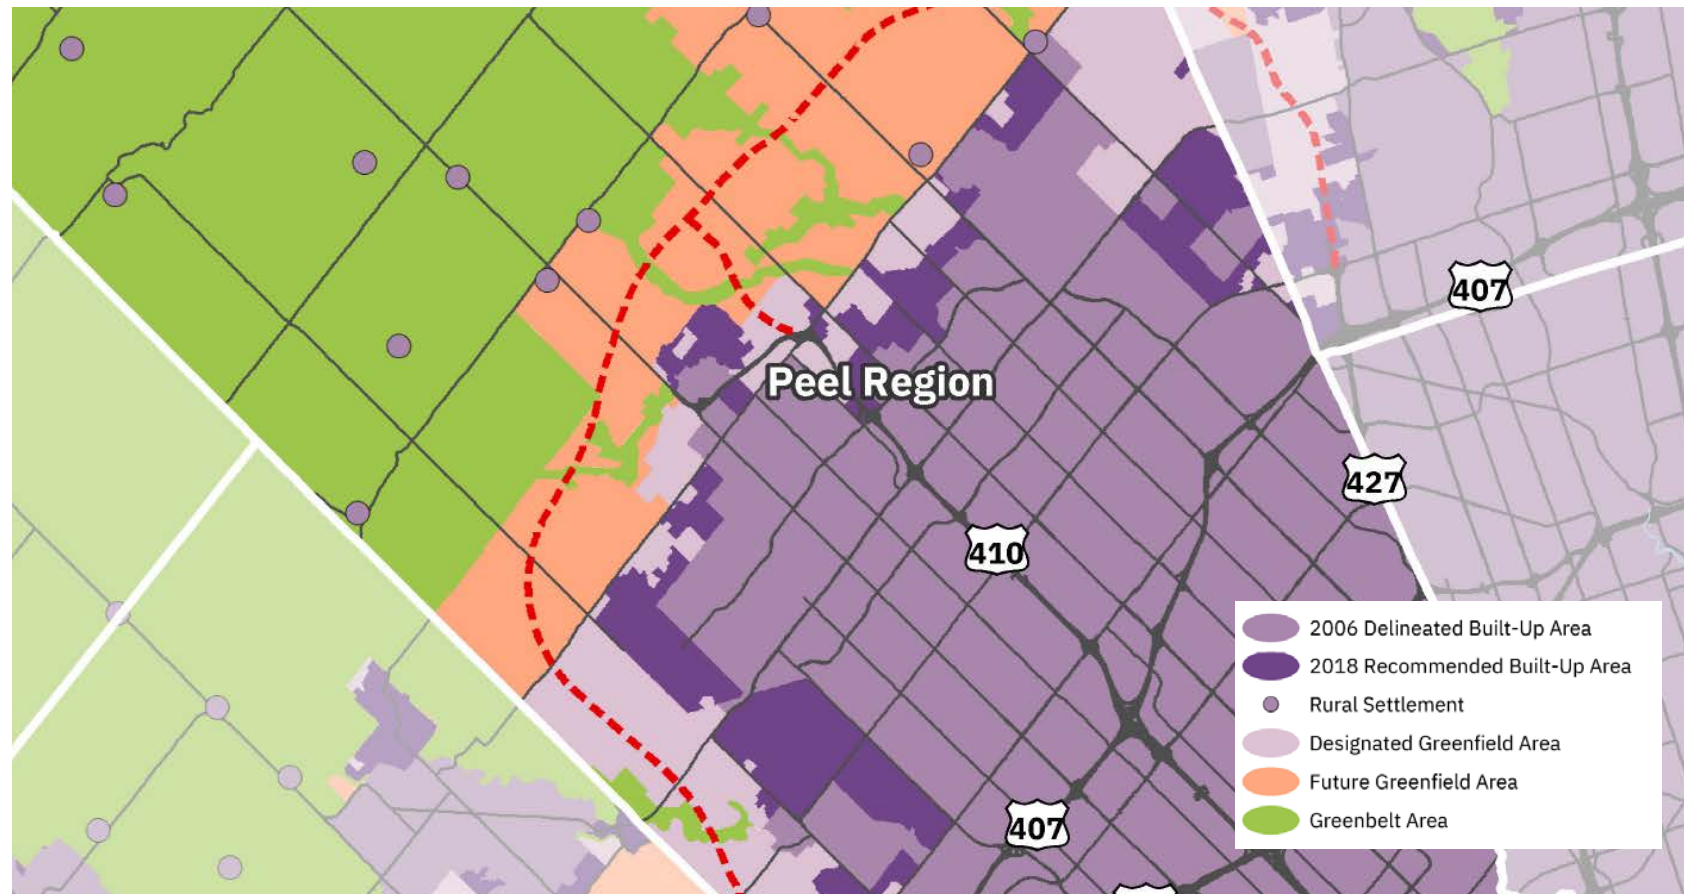 407
Peel Region
427
410
2006 Delineated Built-Up Area
2018 Recommended Built-Up Area
Rural Settlement
Designated Greenfield Area
Future Greenfield Area
Greenbelt Area
407